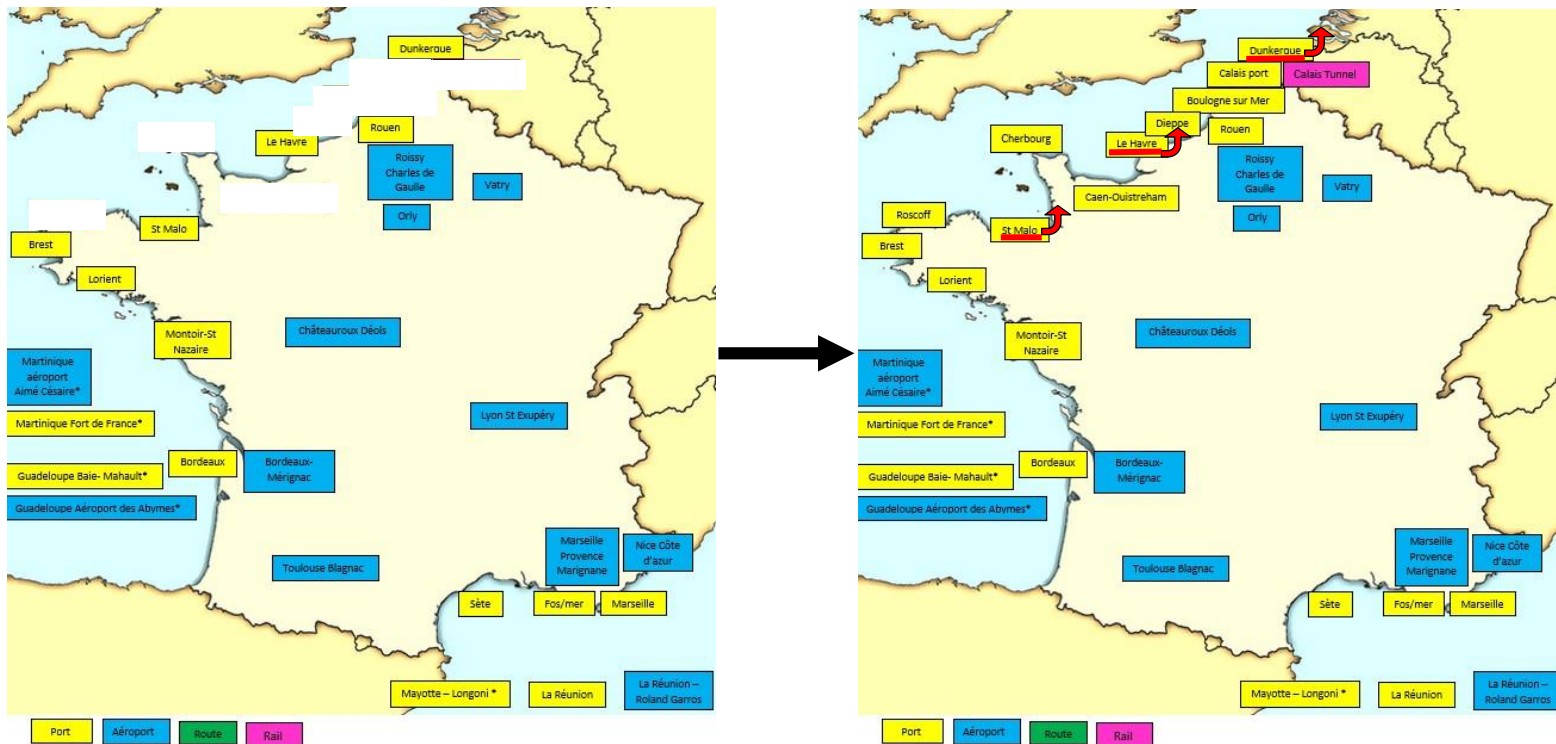 Dunkerque
Rouen
Le Havre
Roissy
Charles de
Gaulle
Vatry
Orly
St Malo
Brest
Lorient
Montoir-St
Nazaire
Châteauroux Déols
Martinique
aéroport
Aimé Césaire*
Martinique Fort de France*
Lyon St Exupéry
Bordeaux
Bordeaux-
Mérignac
Guadeloupe Baie- Mahault*
Guadeloupe Aéroport des Abymes*
Toulouse Blagnac
Marseille
Provence
Marignane
Nice Côte
d'azur
Sète
Fos/mer
Marseille
Mayotte – Longoni *
La Réunion
La Réunion –
Roland Garros
Port
Aéroport
Route
Rail
Dunkerque
Calais port
Calais Tunnel
Boulogne sur Mer
Dieppe
Rouen
Cherbourg
Le Havre
Roissy
Charles de
Gaulle
Vatry
Caen-Ouistreham
Orly
Roscoff
St Malo
Brest
Lorient
Montoir-St
Nazaire
Châteauroux Déols
Martinique
aéroport
Aimé Césaire*
Martinique Fort de France*
Lyon St Exupéry
Bordeaux
Bordeaux-
Mérignac
Guadeloupe Baie- Mahault*
Guadeloupe Aéroport des Abymes*
Toulouse Blagnac
Marseille
Provence
Marignane
Nice Côte
d'azur
Sète
Fos/mer
Marseille
Mayotte – Longoni *
La Réunion
La Réunion –
Roland Garros
Port
Aéroport
Route
Rail